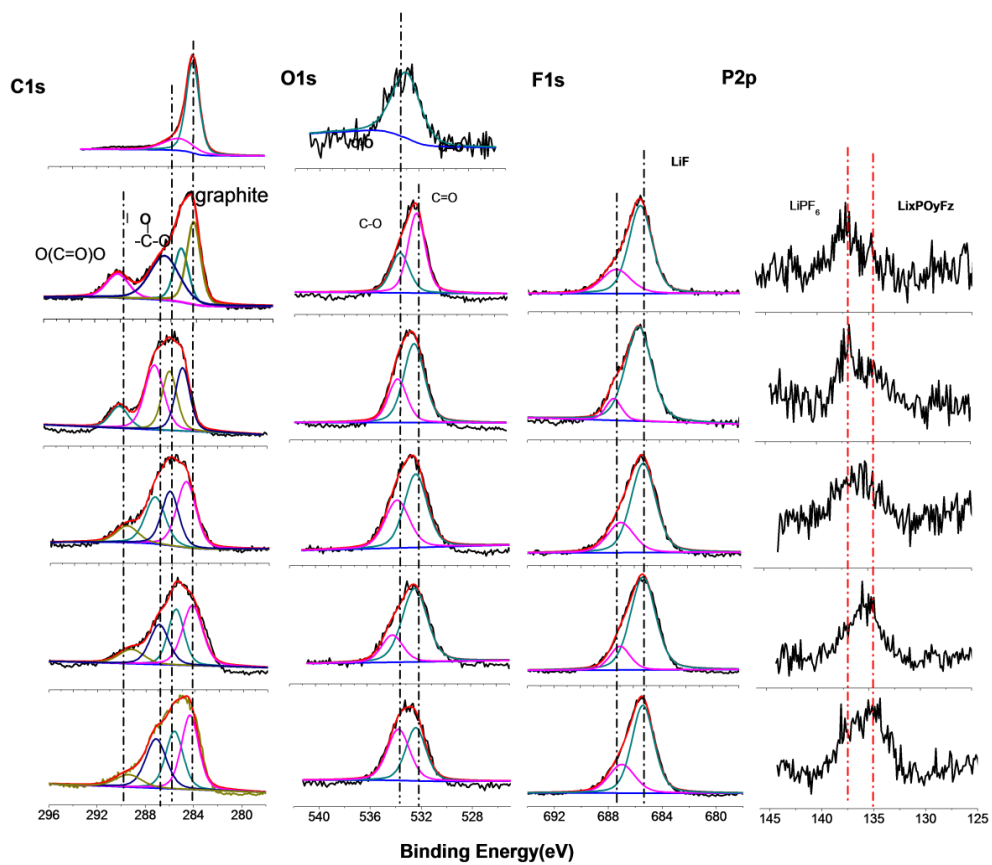 C1s
O1s
F1s
P2p
LiF
graphite
O
-C-O
O(C=O)O
C-O
C=O
LiPF6
LixPOyFz
296 292 288 284 280
540 536 532 528
692 688 684 680
145 140 135 130 125
Binding Energy(eV)